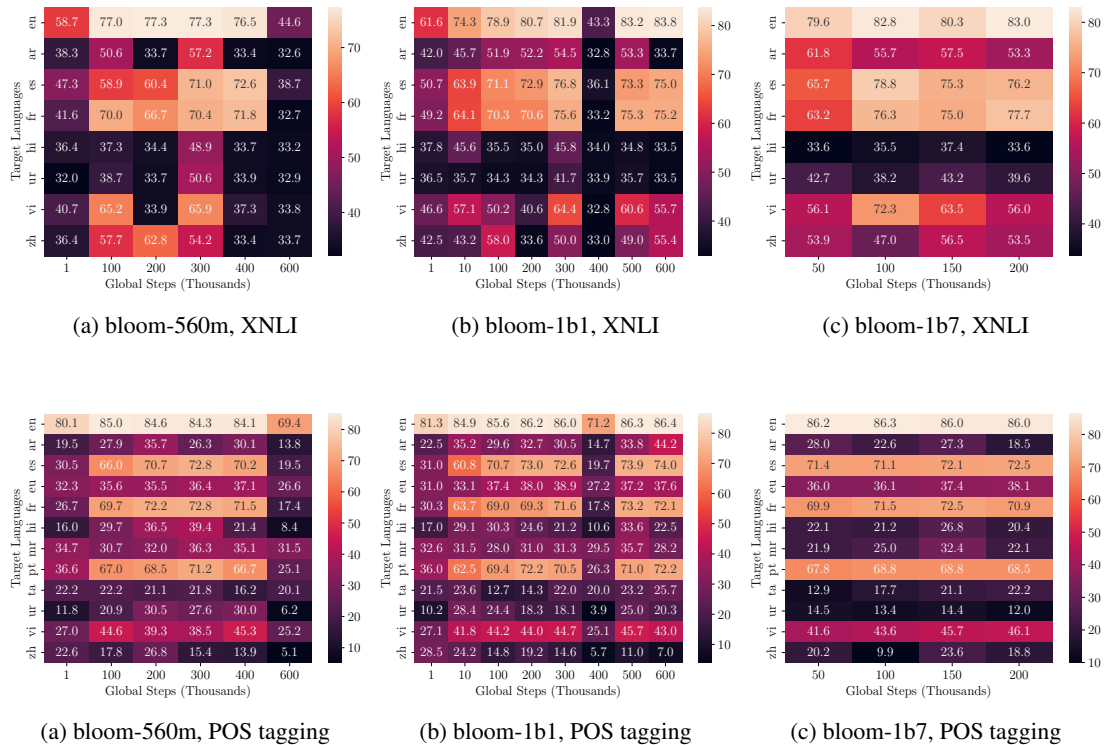 en 58.7 77.0 77.3 77.3 76.5 44.6
ar 38.3 50.6 33.7 57.2 33.4 32.6
es 47.3 58.9 60.4 71.0 72.6 38.7
fr 41.6 70.0 66.7 70.4 71.8 32.7
hi 36.4 37.3 34.4 48.9 33.7 33.2
ur 32.0 38.7 33.7 50.6 33.9 32.9
vi 40.7 65.2 33.9 65.9 37.3 33.8
zh 36.4 57.7 62.8 54.2 33.4 33.7
1 100 200 300 400 600
Target Languages
Global Steps (Thousands)
70
60
50
40
(a) bloom-560m, XNLI
en 61.6 74.3 78.9 80.7 81.9 43.3 83.2 83.8
ar 42.0 45.7 51.9 52.2 54.5 32.8 53.3 33.7
es 50.7 63.9 71.1 72.9 76.8 36.1 73.3 75.0
fr 49.2 64.1 70.3 70.6 75.6 33.2 75.3 75.2
hi 37.8 45.6 35.5 35.0 45.8 34.0 34.8 33.5
ur 36.5 35.7 34.3 34.3 41.7 33.9 35.7 33.5
vi 46.6 57.1 50.2 40.6 64.4 32.8 60.6 55.7
zh 42.5 43.2 58.0 33.6 50.0 33.0 49.0 55.4
1 10 100 200 300 400 500 600
Target Languages
Global Steps (Thousands)
80
70
60
50
40
(b) bloom-1b1, XNLI
en 79.6 82.8 80.3 83.0
ar 61.8 55.7 57.5 53.3
es 65.7 78.8 75.3 76.2
fr 63.2 76.3 75.0 77.7
hi 33.6 35.5 37.4 33.6
ur 42.7 38.2 43.2 39.6
vi 56.1 72.3 63.5 56.0
zh 53.9 47.0 56.5 53.5
50 100 150 200
Target Languages
Global Steps (Thousands)
80
70
60
50
40
(c) bloom-1b7, XNLI
en 80.1 85.0 84.6 84.3 84.1 69.4
ar 19.5 27.9 35.7 26.3 30.1 13.8
es 30.5 66.0 70.7 72.8 70.2 19.5
eu 32.3 35.6 35.5 36.4 37.1 26.6
fr 26.7 69.7 72.2 72.8 71.5 17.4
hi 16.0 29.7 36.5 39.4 21.4 8.4
mr 34.7 30.7 32.0 36.3 35.1 31.5
pt 36.6 67.0 68.5 71.2 66.7 25.1
ta 22.2 22.2 21.1 21.8 16.2 20.1
ur 11.8 20.9 30.5 27.6 30.0 6.2
vi 27.0 44.6 39.3 38.5 45.3 25.2
zh 22.6 17.8 26.8 15.4 13.9 5.1
1 100 200 300 400 600
Target Languages
Global Steps (Thousands)
80
70
60
50
40
30
20
10
(a) bloom-560m, POS tagging
en 81.3 84.9 85.6 86.2 86.0 71.2 86.3 86.4
ar 22.5 35.2 29.6 32.7 30.5 14.7 33.8 44.2
es 31.0 60.8 70.7 73.0 72.6 19.7 73.9 74.0
eu 31.0 33.1 37.4 38.0 38.9 27.2 37.2 37.6
fr 30.3 63.7 69.0 69.3 71.6 17.8 73.2 72.1
hi 17.0 29.1 30.3 24.6 21.2 10.6 33.6 22.5
mr 32.6 31.5 28.0 31.0 31.3 29.5 35.7 28.2
pt 36.0 62.5 69.4 72.2 70.5 26.3 71.0 72.2
ta 21.5 23.6 12.7 14.3 22.0 20.0 23.2 25.7
ur 10.2 28.4 24.4 18.3 18.1 3.9 25.0 20.3
vi 27.1 41.8 44.2 44.0 44.7 25.1 45.7 43.0
zh 28.5 24.2 14.8 19.2 14.6 5.7 11.0 7.0
1 10 100 200 300 400 500 600
Target Languages
Global Steps (Thousands)
80
70
60
50
40
30
20
10
(b) bloom-1b1, POS tagging
en 86.2 86.3 86.0 86.0
ar 28.0 22.6 27.3 18.5
es 71.4 71.1 72.1 72.5
eu 36.0 36.1 37.4 38.1
fr 69.9 71.5 72.5 70.9
hi 22.1 21.2 26.8 20.4
mr 21.9 25.0 32.4 22.1
pt 67.8 68.8 68.8 68.5
ta 12.9 17.7 21.1 22.2
ur 14.5 13.4 14.4 12.0
vi 41.6 43.6 45.7 46.1
zh 20.2 9.9 23.6 18.8
50 100 150 200
Target Languages
Global Steps (Thousands)
80
70
60
50
40
30
20
10
(c) bloom-1b7, POS tagging